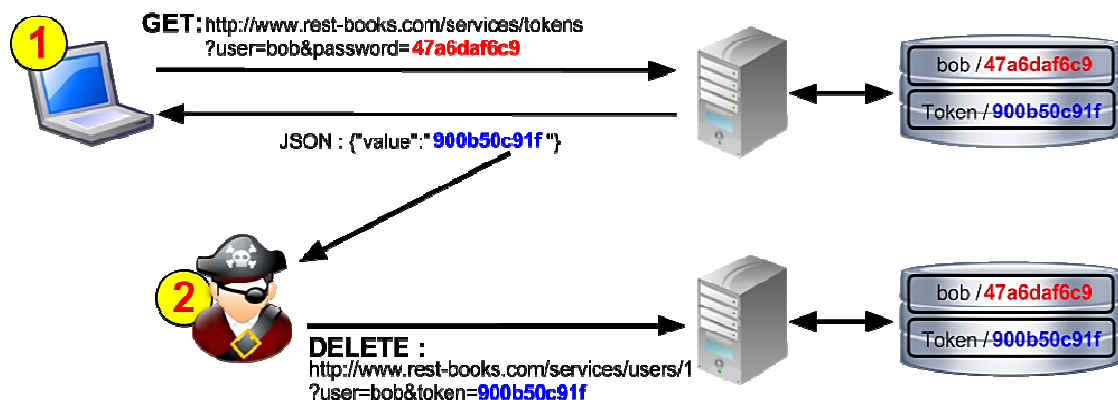 1
GET: http://www.rest-books.com/services/tokens
?user=bob&password=47a6daf6c9
bob / 47a6daf6c9
Token / 900b50c91f
JSON : {"value":"900b50c91f"}
2
DELETE :
http://www.rest-books.com/services/users/1
?user=bob&token=900b50c91f
bob / 47a6daf6c9
Token / 900b50c91f